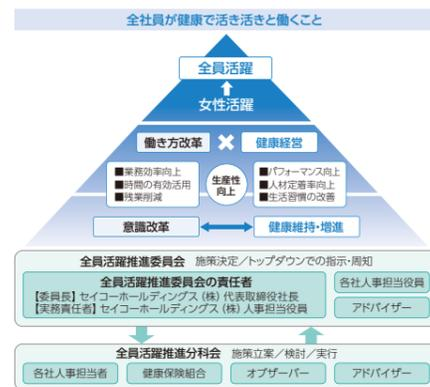 全社員が健康で活き活きと働くこと
全員活躍
女性活躍
働き方改革 × 健康経営
■業務効率向上
■時間の有効活用
■残業削減
生産性
向上
■パフォーマンス向上
■人材定着率向上
■生活習慣の改善
意識改革
健康維持・増進
全員活躍推進委員会 施策決定／トップダウンでの指示・周知
全員活躍推進委員会の責任者
【委員長】セイコーホールディングス（株）代表取締役社長
【実務責任者】セイコーホールディングス（株）人事担当役員
各社人事担当役員
アドバイザー
全員活躍推進分科会 施策立案／検討／実行
各社人事担当者
健康保険組合
オブザーバー
アドバイザー